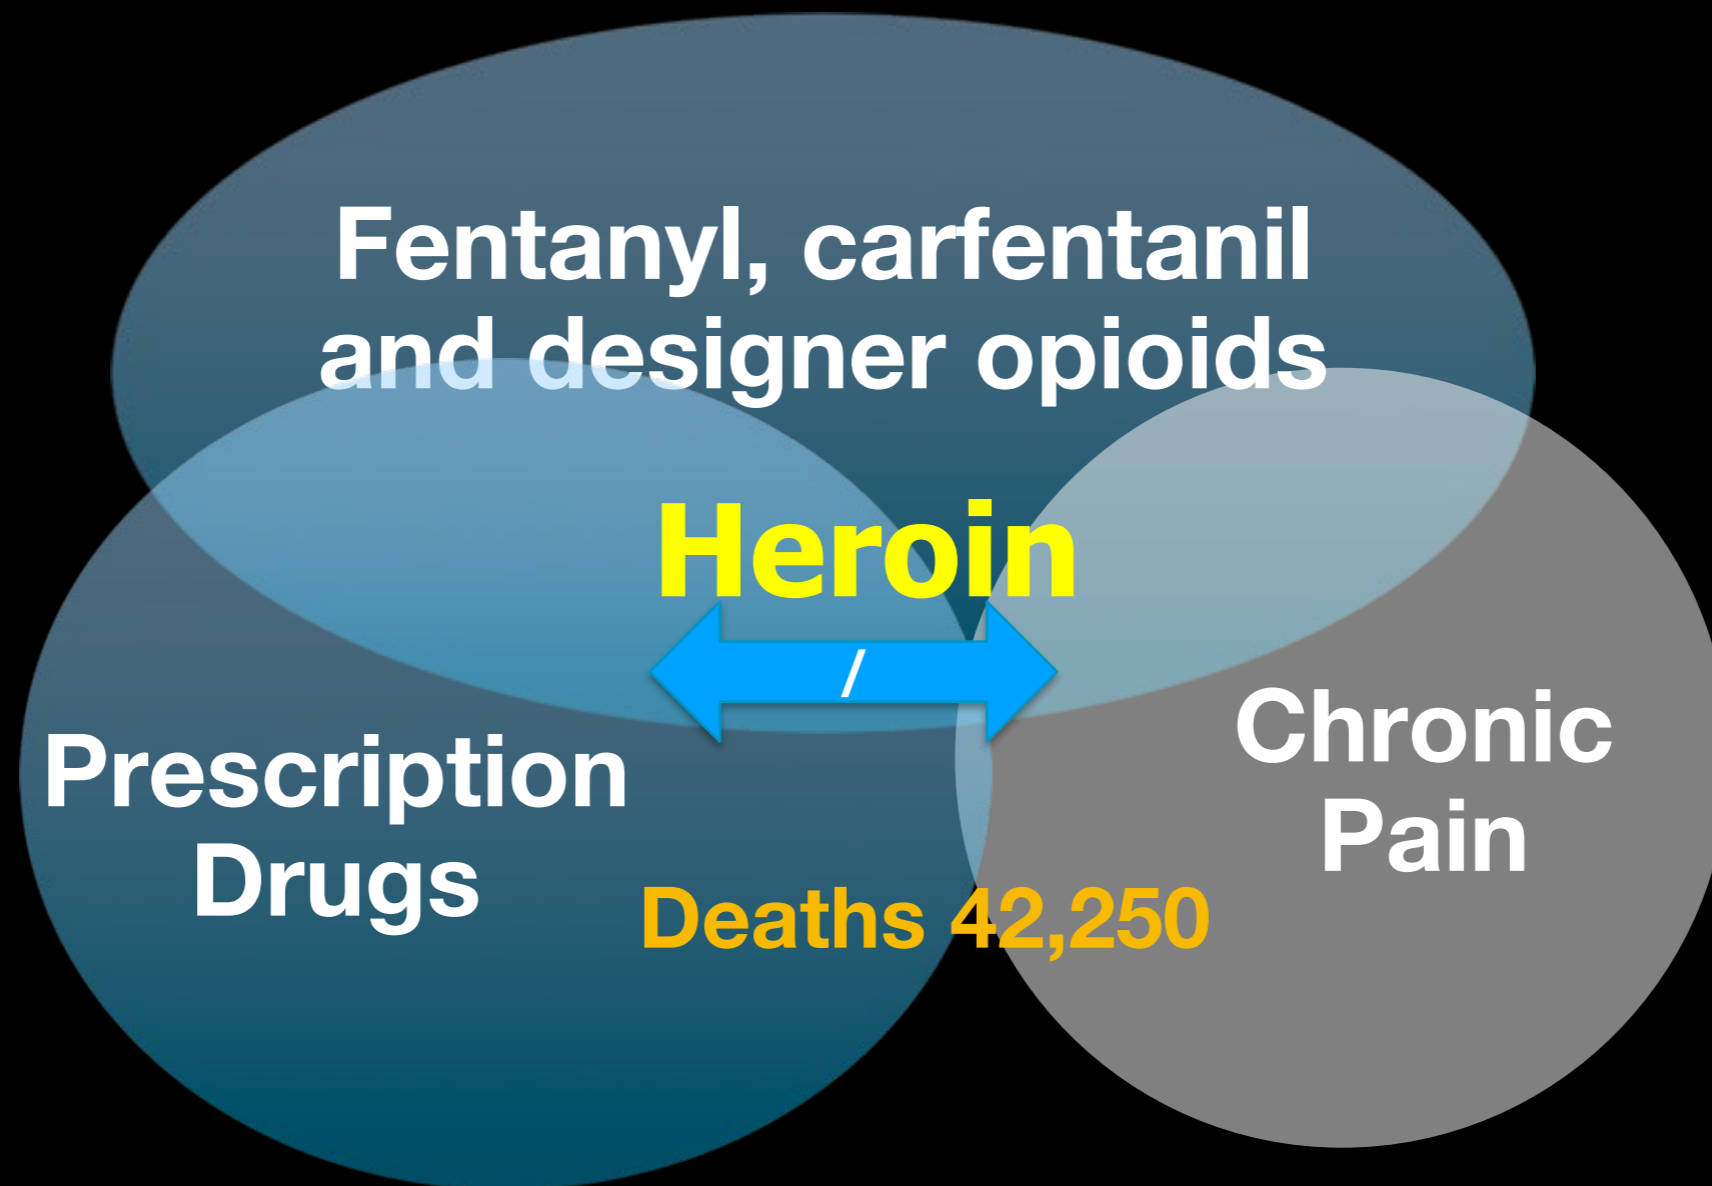 Fentanyl, carfentanil
and designer opioids
Heroin
/
Prescription
Drugs
Chronic
Pain
Deaths 42,250